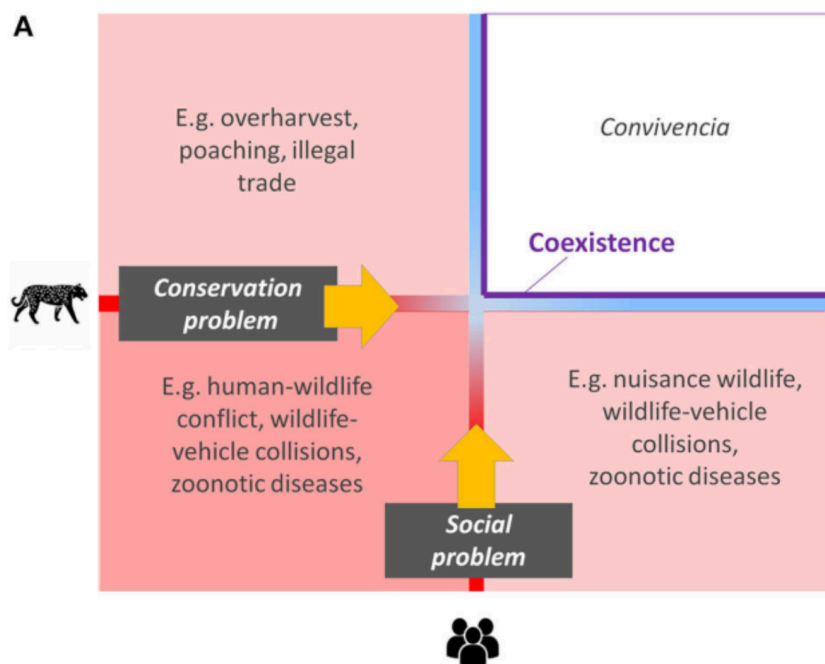 A
E.g. overharvest,
poaching, illegal
trade
Convivencia
Coexistence
Conservation
problem
E.g. human-wildlife
conflict, wildlife-
vehicle collisions,
zoonotic diseases
E.g. nuisance wildlife,
wildlife-vehicle
collisions,
zoonotic diseases
Social
problem